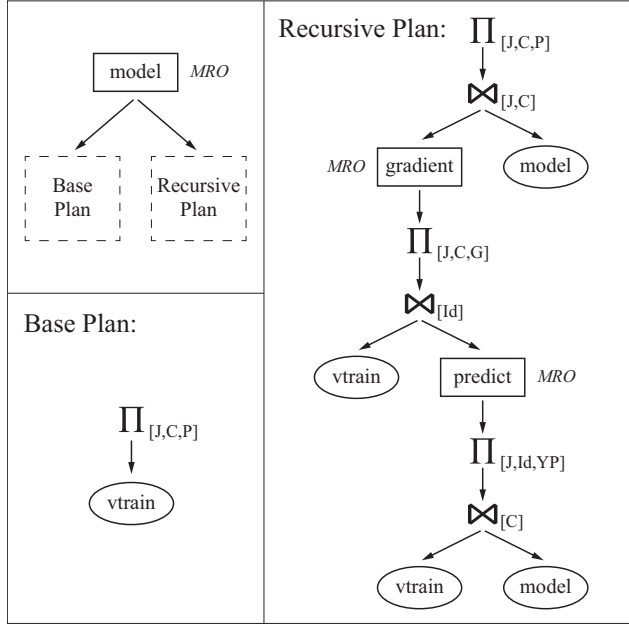 model MRO
Base
Plan
Recursive
Plan
Base Plan:
∏[J,C,P]
vtrain
Recursive Plan:
∏[J,C,P]
⋈[J,C]
MRO gradient
model
∏[J,C,G]
⋈[Id]
vtrain
predict MRO
∏[J,Id,YP]
⋈[C]
vtrain
model